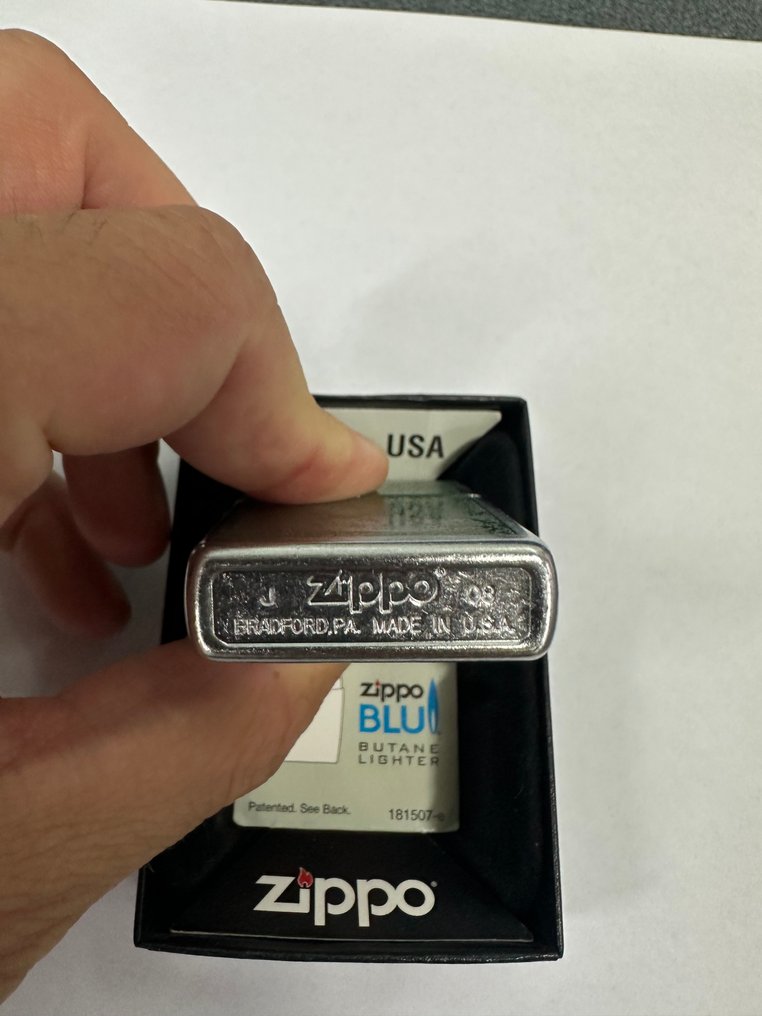 USA
J zippo® 08
BRADFORD,PA. MADE IN U.S.A.
zippo
BLU
BUTANE
LIGHTER
Patented. See Back.
181507-e
zippo®